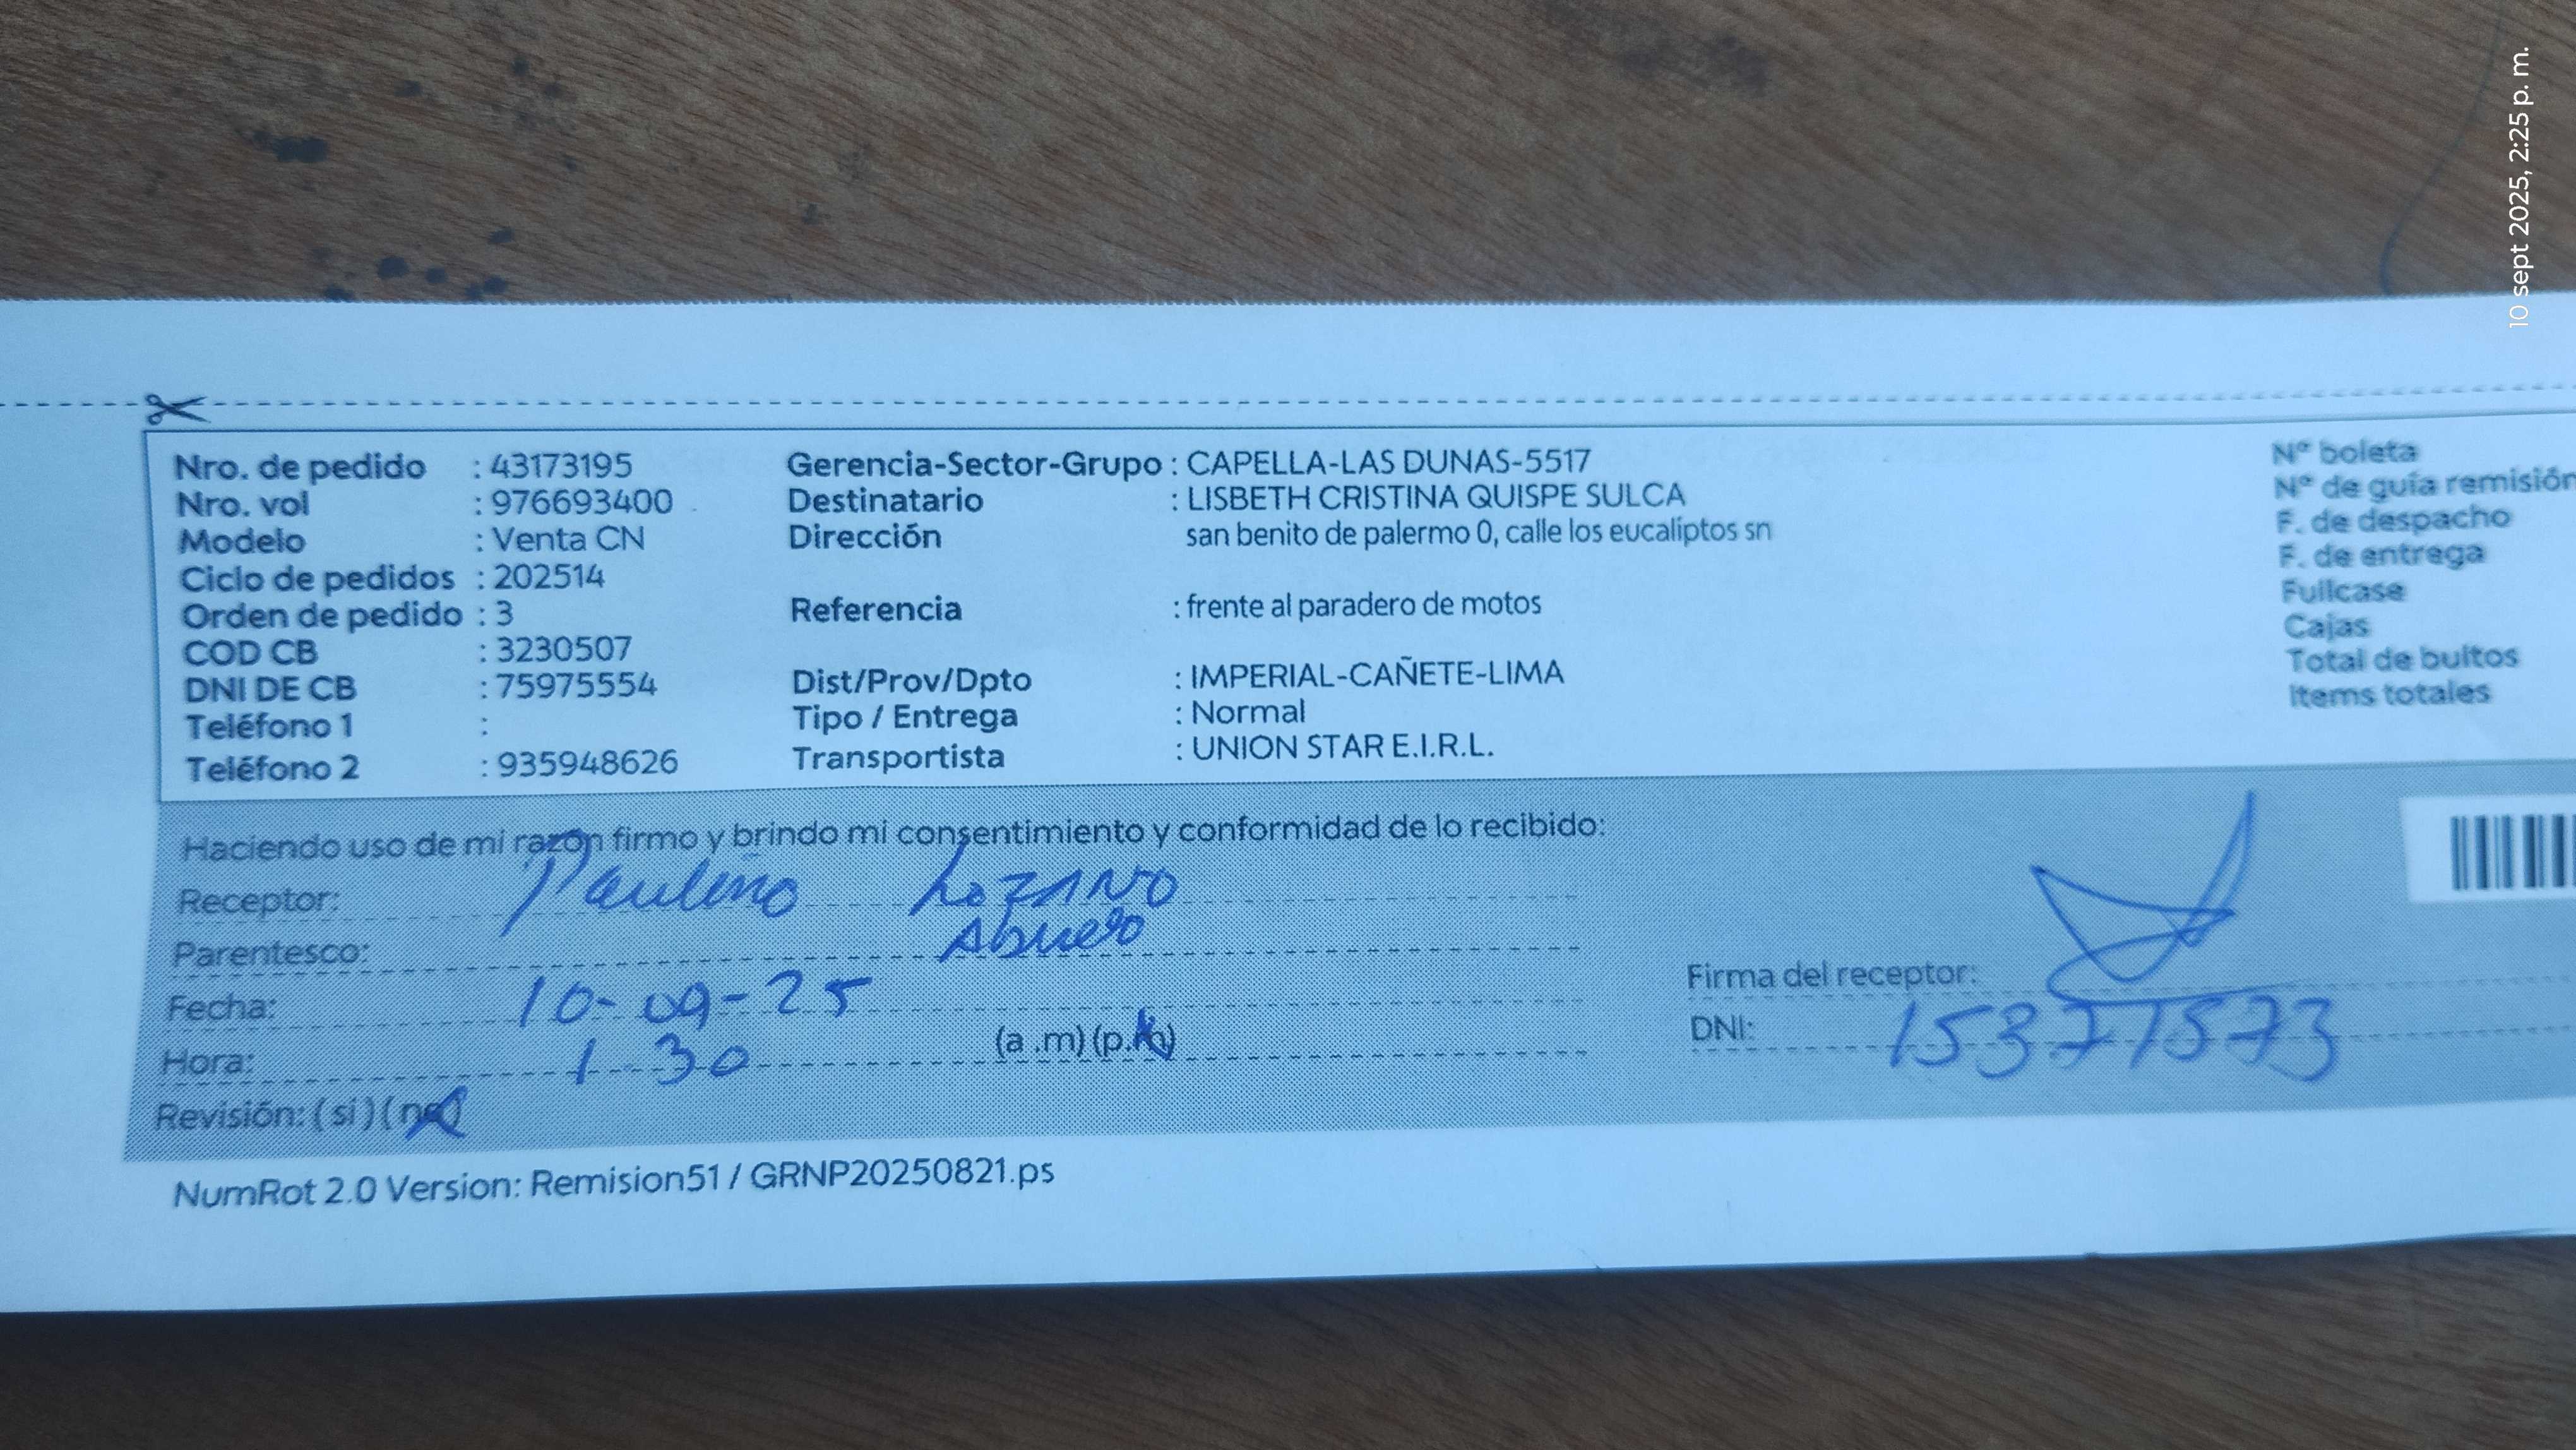 10 sept 2025, 2:25 p. m.
Nro. de pedido : 43173195
Nro. vol : 976693400
Modelo : Venta CN
Ciclo de pedidos : 202514
Orden de pedido : 3
COD CB : 3230507
DNI DE CB : 75975554
Teléfono 1 :
Teléfono 2 : 935948626
Gerencia-Sector-Grupo : CAPELLA-LAS DUNAS-5517
Destinatario : LISBETH CRISTINA QUISPE SULCA
Dirección san benito de palermo 0, calle los eucaliptos sn
Referencia : frente al paradero de motos
Dist/Prov/Dpto : IMPERIAL-CAÑETE-LIMA
Tipo / Entrega : Normal
Transportista : UNION STAR E.I.R.L.
N° boleta
N° de guía remisión
F. de despacho
F. de entrega
Fullcase
Cajas
Total de bultos
Items totales
Haciendo uso de mi razón firmo y brindo mi consentimiento y conformidad de lo recibido:
Receptor: Paulino LOZANO
Parentesco: Abuelo
Fecha: 10-09-25
Hora: 1-30 (a .m) (p.m)
Revisión: (si) (no)
Firma del receptor:
DNI: 15371573
NumRot 2.0 Version: Remision51 / GRNP20250821.ps